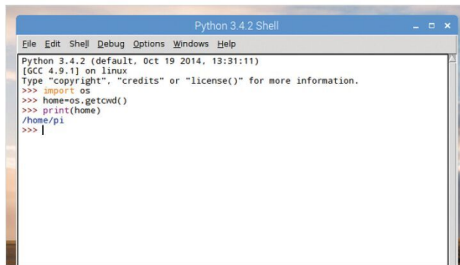 Python 3.4.2 Shell
File Edit Shell Debug Options Windows Help
Python 3.4.2 (default, Oct 19 2014, 13:31:11)
[GCC 4.9.1] on linux
Type "copyright", "credits" or "license()" for more information.
>>> import os
>>> home=os.getcwd()
>>> print(home)
/home/pi
>>>